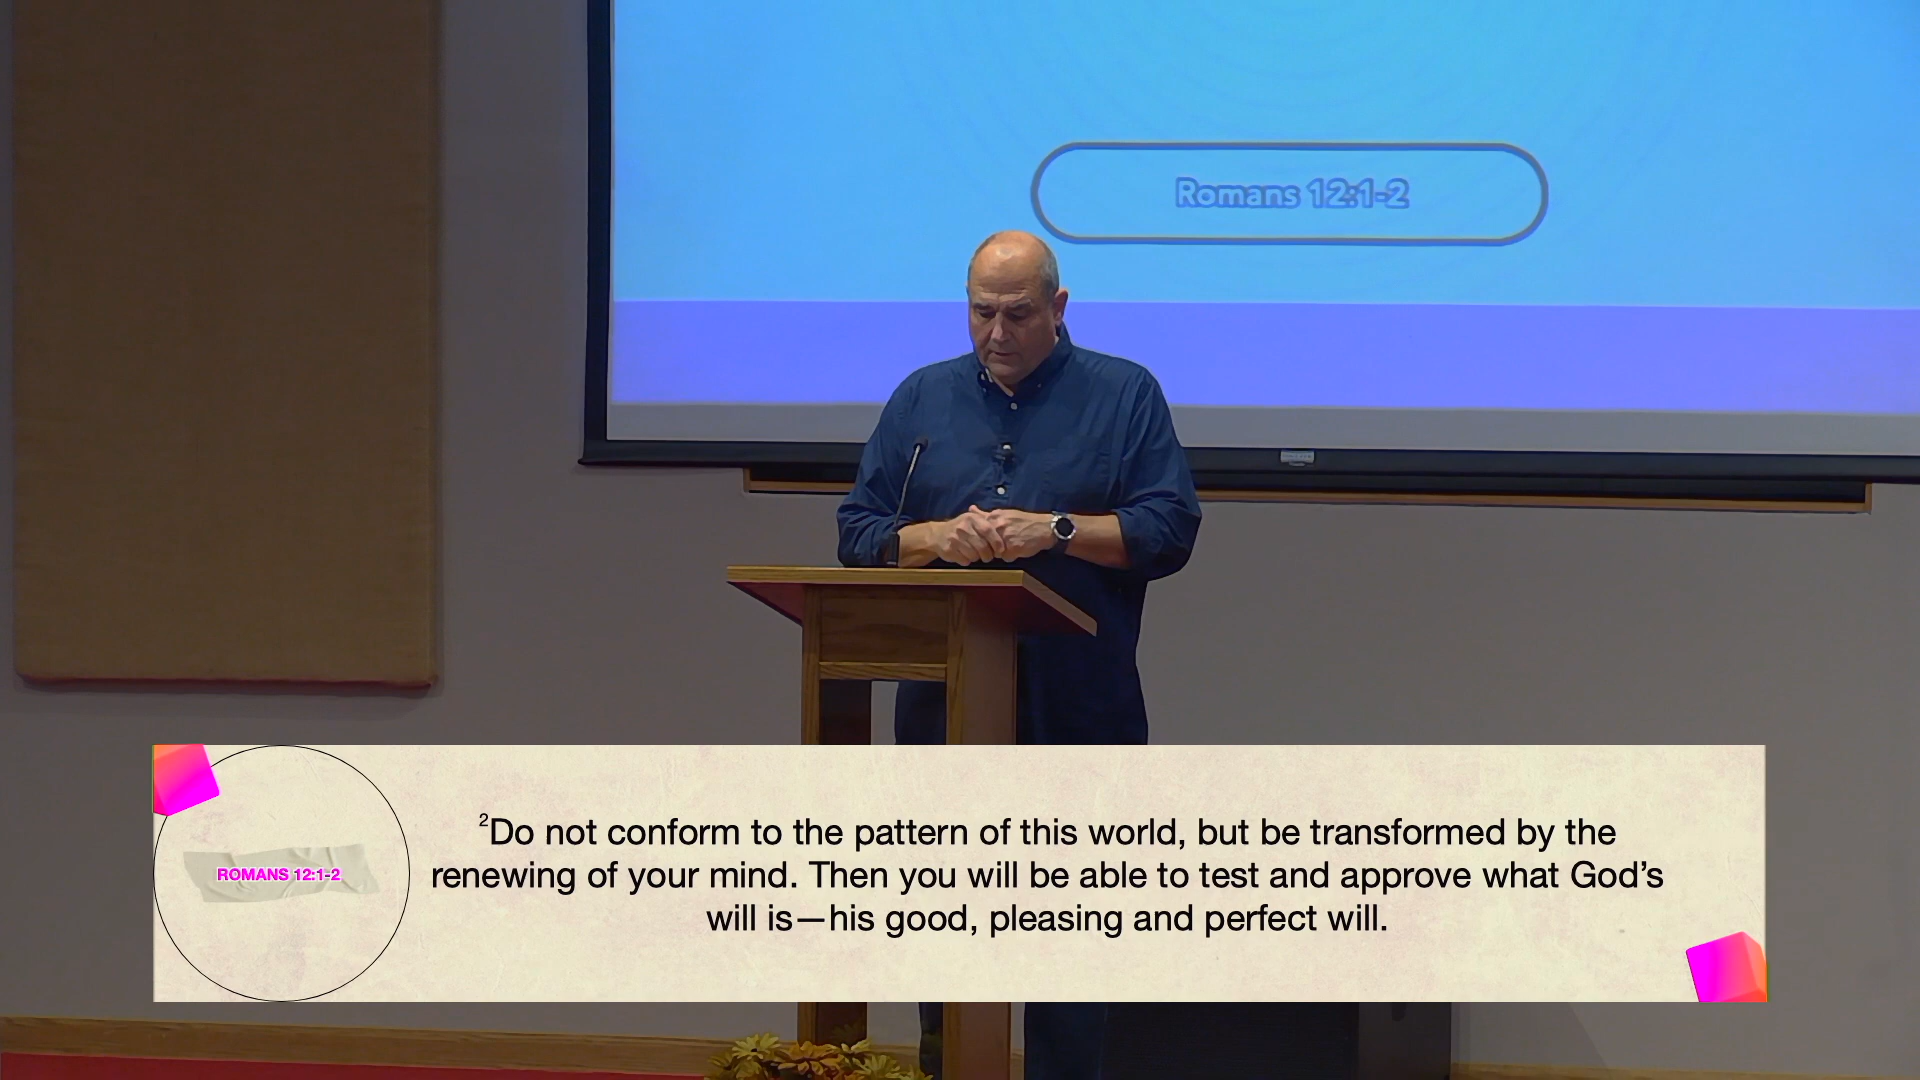 Romans 12:1-2
ROMANS 12:1-2
²Do not conform to the pattern of this world, but be transformed by the
renewing of your mind. Then you will be able to test and approve what God’s
will is—his good, pleasing and perfect will.